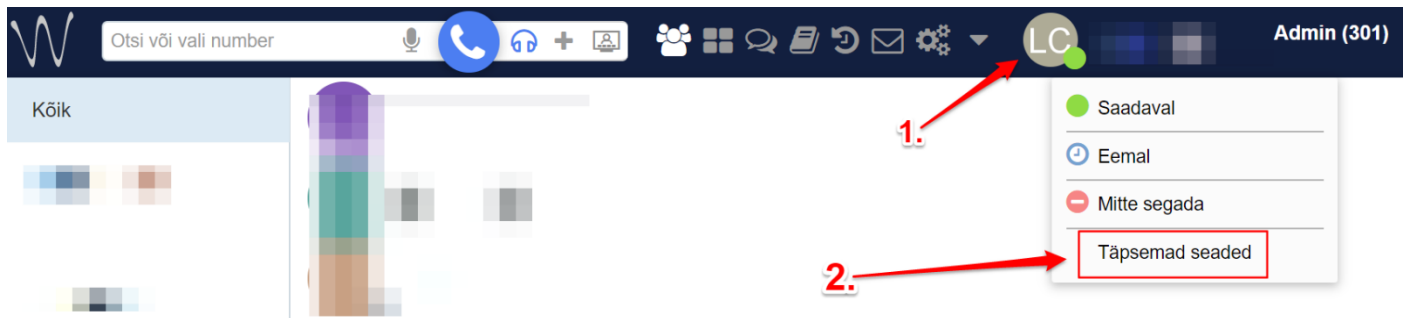 Otsi või vali number
LC
Admin (301)
Kõik
1.
Saadaval
Eemal
Mitte segada
2.
Täpsemad seaded